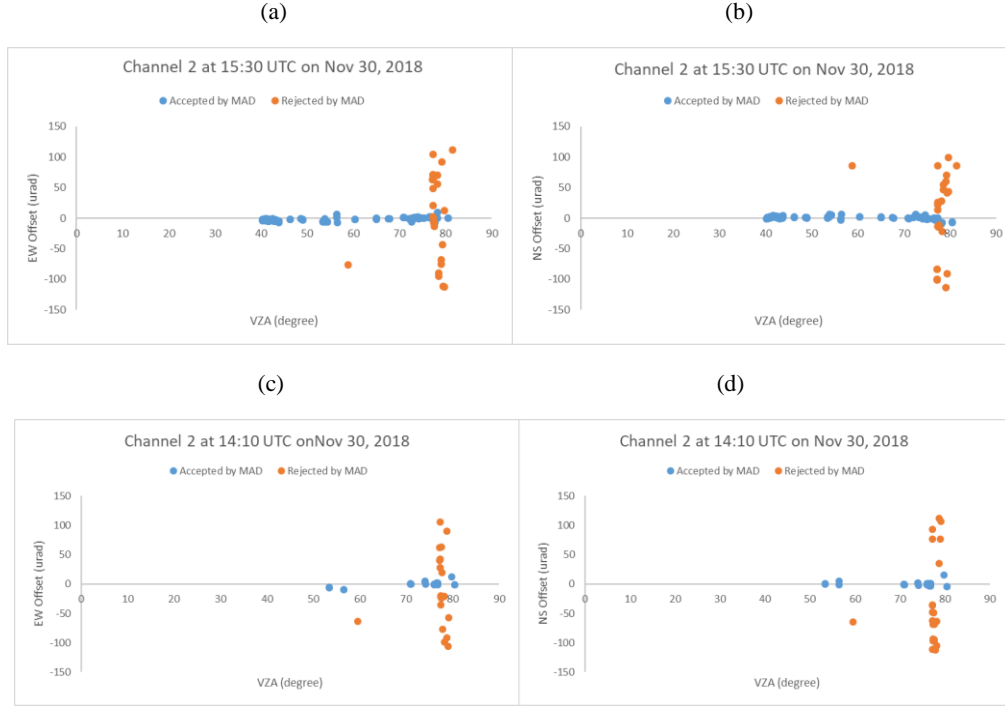 (a)
(b)
Channel 2 at 15:30 UTC on Nov 30, 2018
Accepted by MAD Rejected by MAD
EW Offset (urad)
150
100
50
0
-50
-100
-150
0 10 20 30 40 50 60 70 80 90
VZA (degree)
Channel 2 at 15:30 UTC on Nov 30, 2018
Accepted by MAD Rejected by MAD
NS Offset (urad)
150
100
50
0
-50
-100
-150
0 10 20 30 40 50 60 70 80 90
VZA (degree)
(c)
(d)
Channel 2 at 14:10 UTC onNov 30, 2018
Accepted by MAD Rejected by MAD
EW Offset (urad)
150
100
50
0
-50
-100
-150
0 10 20 30 40 50 60 70 80 90
VZA (degree)
Channel 2 at 14:10 UTC on Nov 30, 2018
Accepted by MAD Rejected by MAD
NS Offset (urad)
150
100
50
0
-50
-100
-150
0 10 20 30 40 50 60 70 80 90
VZA (degree)